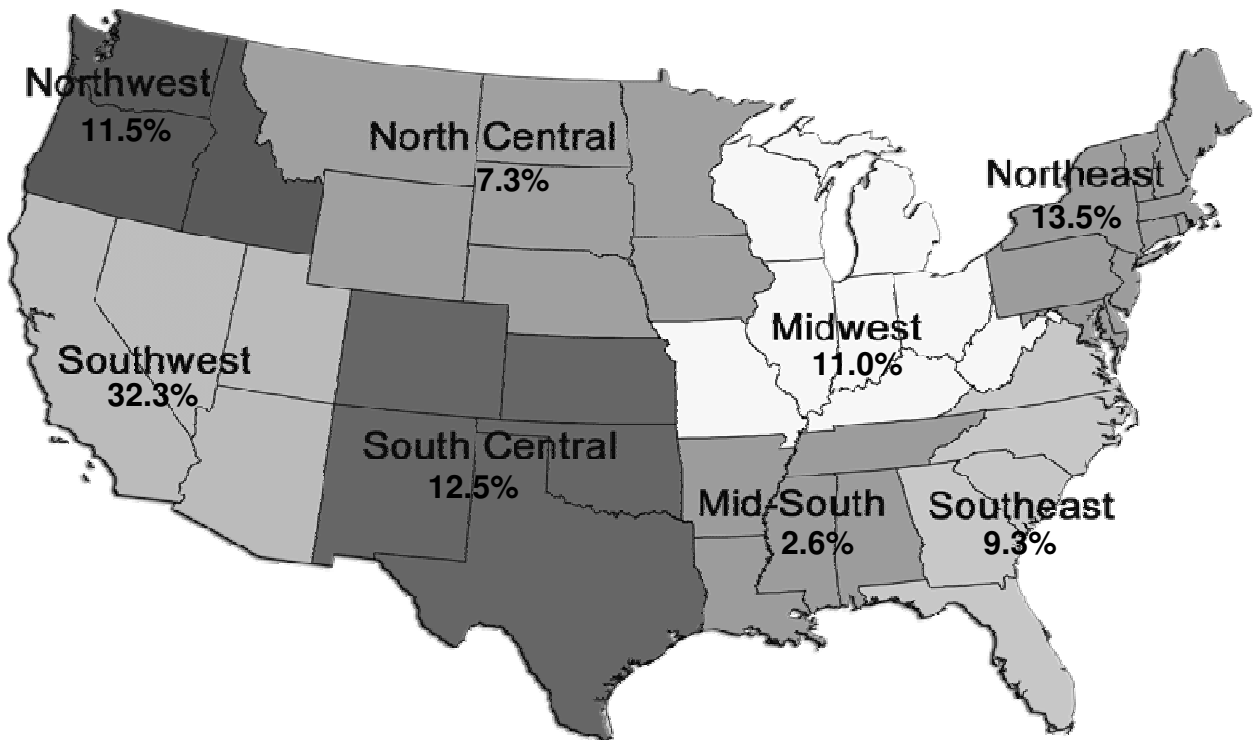 Northwest
11.5%
North Central
7.3%
Northeast
13.5%
Southwest
32.3%
Midwest
11.0%
South Central
12.5%
Mid-South
2.6%
Southeast
9.3%